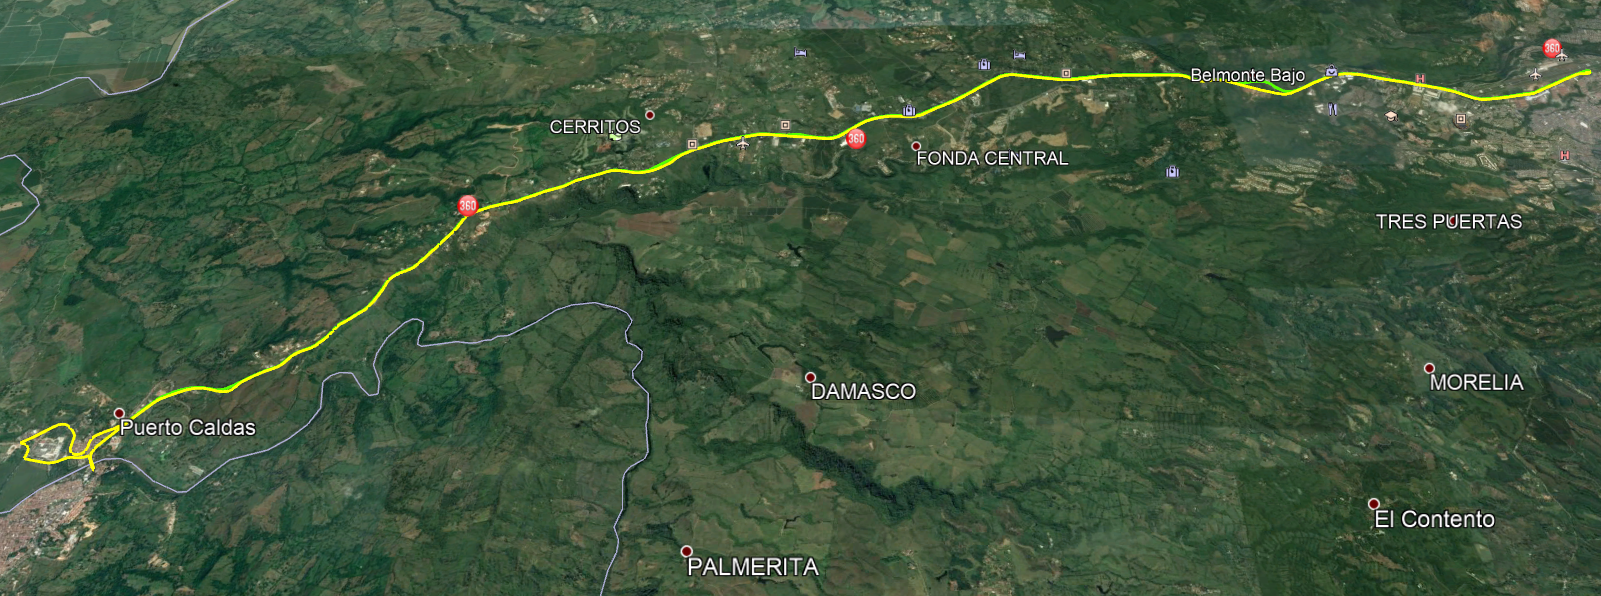 360
Belmonte Bajo
CERRITOS
360
FONDA CENTRAL
360
TRES PUERTAS
DAMASCO
MORELIA
Puerto Caldas
El Contento
PALMERITA